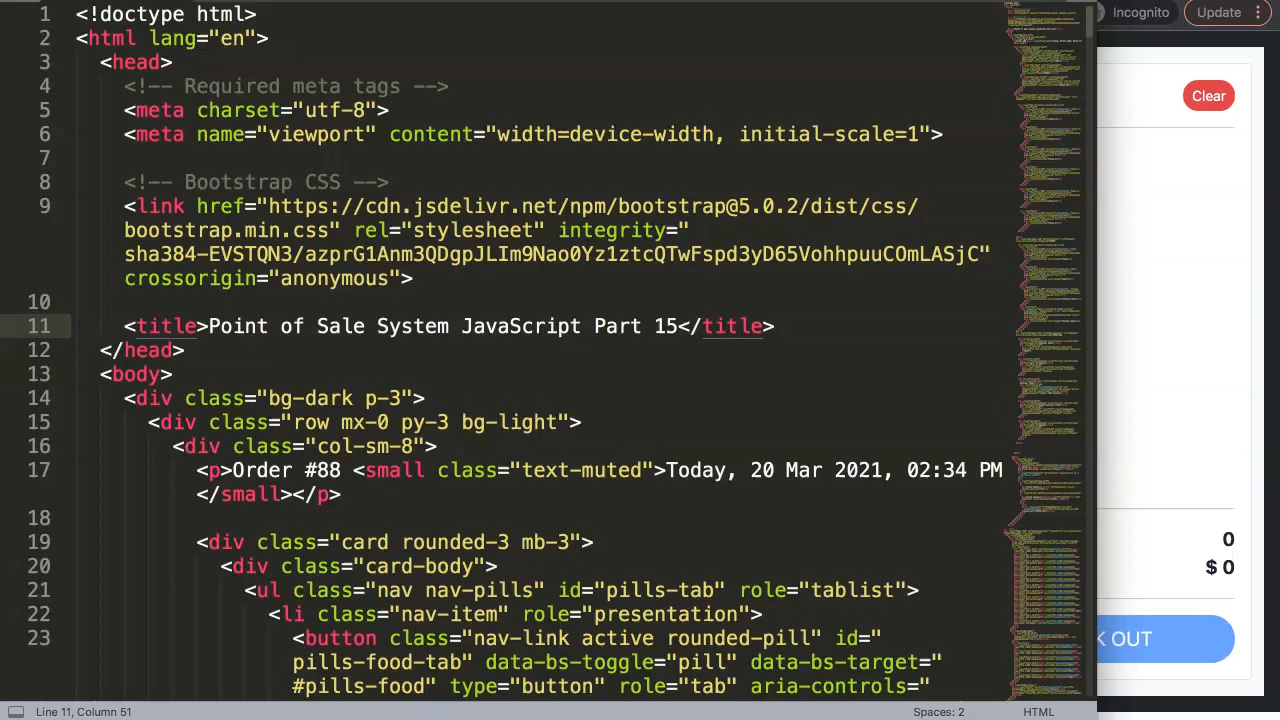 1 <!doctype html>
2 <html lang="en">
3 <head>
4 <!-- Required meta tags -->
5 <meta charset="utf-8">
6 <meta name="viewport" content="width=device-width, initial-scale=1">
7
8 <!-- Bootstrap CSS -->
9 <link href="https://cdn.jsdelivr.net/npm/bootstrap@5.0.2/dist/css/
bootstrap.min.css" rel="stylesheet" integrity="
sha384-EVSTQN3/azprG1Anm3QDgpJLIm9Nao0Yz1ztcQTwFspd3yD65VohhpuuCOmLASjC"
crossorigin="anonymous">
10
11 <title>Point of Sale System JavaScript Part 15</title>
12 </head>
13 <body>
14 <div class="bg-dark p-3">
15 <div class="row mx-0 py-3 bg-light">
16 <div class="col-sm-8">
17 <p>Order #88 <small class="text-muted">Today, 20 Mar 2021, 02:34 PM
</small></p>
18
19 <div class="card rounded-3 mb-3">
20 <div class="card-body">
21 <ul class="nav nav-pills" id="pills-tab" role="tablist">
22 <li class="nav-item" role="presentation">
23 <button class="nav-link active rounded-pill" id="
pills-food-tab" data-bs-toggle="pill" data-bs-target="
#pills-food" type="button" role="tab" aria-controls="
Line 11, Column 51
Spaces: 2
HTML
Incognito
Update
Clear
0
$ 0
K OUT